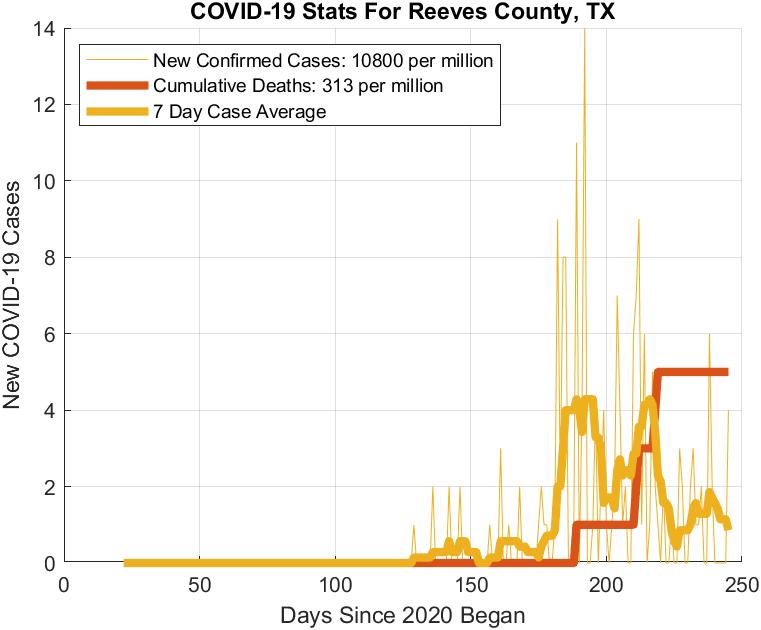 COVID-19 Stats For Reeves County, TX
New Confirmed Cases: 10800 per million
Cumulative Deaths: 313 per million
7 Day Case Average
New COVID-19 Cases
14
12
10
8
6
4
2
0
0 50 100 150 200 250
Days Since 2020 Began